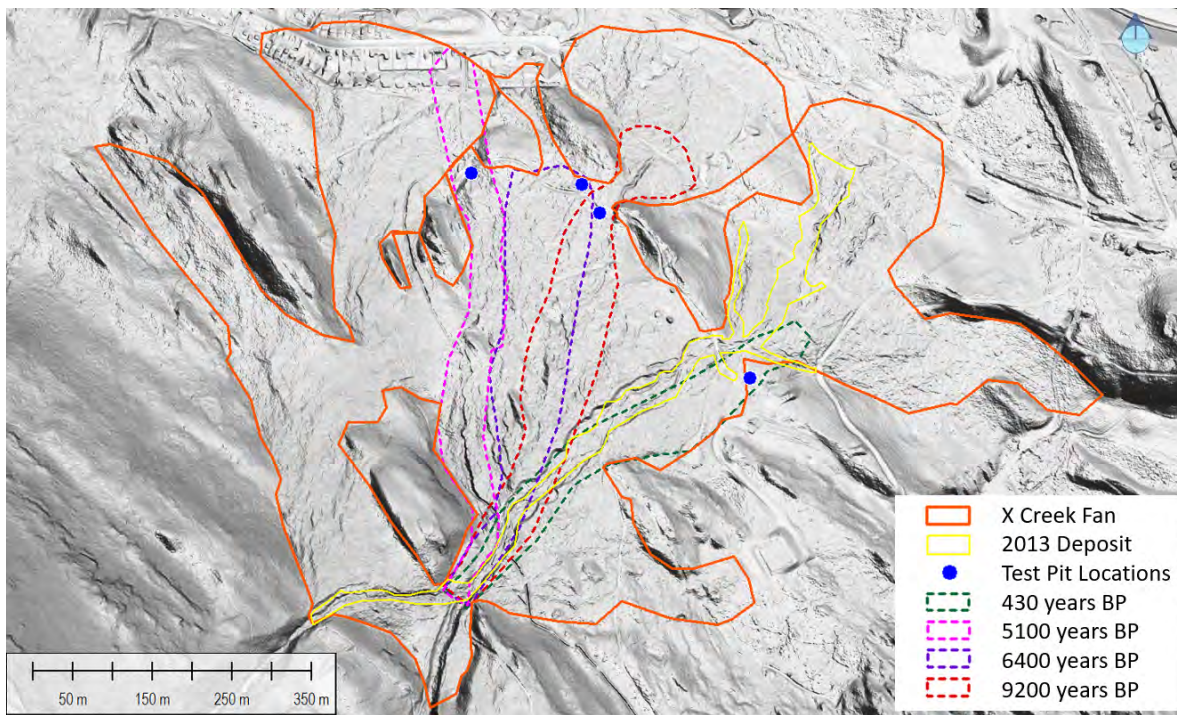 X Creek Fan
2013 Deposit
Test Pit Locations
430 years BP
5100 years BP
6400 years BP
9200 years BP
50 m 150 m 250 m 350 m